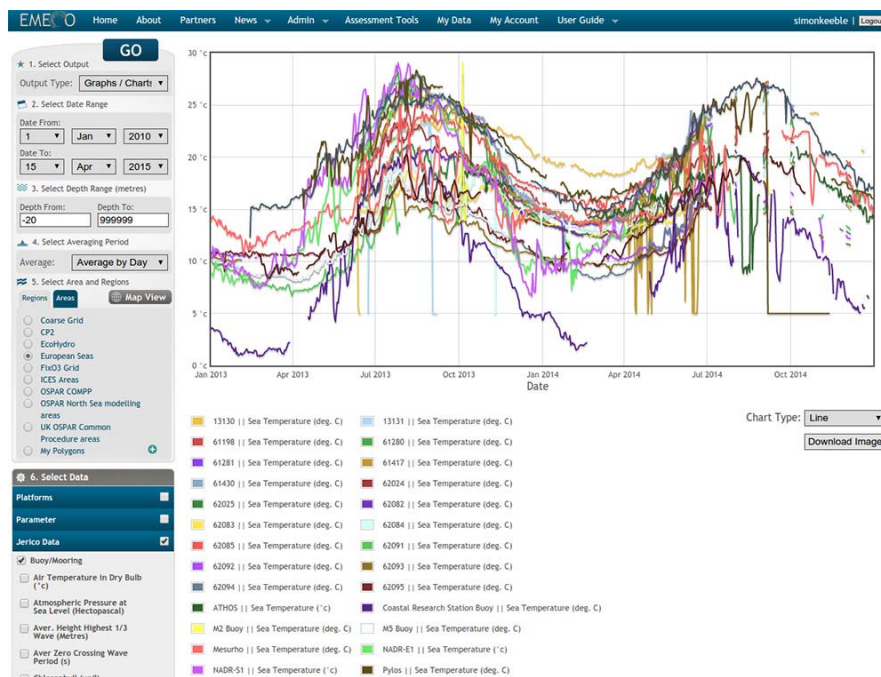 EMECO
Home About Partners News Admin Assessment Tools My Data My Account User Guide simonkeeble | Logou
GO
1. Select Output
Output Type: Graphs / Charts
2. Select Date Range
Date From:
1 Jan 2010
Date To:
15 Apr 2015
3. Select Depth Range (metres)
Depth From: Depth To:
-20 999999
4. Select Averaging Period
Average: Average by Day
5. Select Area and Regions
Regions Areas Map View
Coarse Grid
CP2
EcoHydro
European Seas
FixO3 Grid
ICES Areas
OSPAR COMPP
OSPAR North Sea modelling
areas
UK OSPAR Common
Procedure areas
My Polygons
6. Select Data
Platforms
Parameter
Jerico Data
Buoy/Mooring
Air Temperature in Dry Bulb
(°c)
Atmospheric Pressure at
Sea Level (Hectopascal)
Aver. Height Highest 1/3
Wave (Metres)
Aver Zero Crossing Wave
Period (s)
30 °c
25 °c
20 °c
15 °c
10 °c
5 °c
0 °c
Jan 2013 Apr 2013 Jul 2013 Oct 2013 Jan 2014 Apr 2014 Jul 2014 Oct 2014
Date
Chart Type: Line
Download Image
13130 || Sea Temperature (deg. C) 13131 || Sea Temperature (deg. C)
61198 || Sea Temperature (deg. C) 61280 || Sea Temperature (deg. C)
61281 || Sea Temperature (deg. C) 61417 || Sea Temperature (deg. C)
61430 || Sea Temperature (deg. C) 62024 || Sea Temperature (deg. C)
62025 || Sea Temperature (deg. C) 62082 || Sea Temperature (deg. C)
62083 || Sea Temperature (deg. C) 62084 || Sea Temperature (deg. C)
62085 || Sea Temperature (deg. C) 62091 || Sea Temperature (deg. C)
62092 || Sea Temperature (deg. C) 62093 || Sea Temperature (deg. C)
62094 || Sea Temperature (deg. C) 62095 || Sea Temperature (deg. C)
ATHOS || Sea Temperature (°c) Coastal Research Station Buoy || Sea Temperature (deg. C)
M2 Buoy || Sea Temperature (deg. C) M5 Buoy || Sea Temperature (deg. C)
Mesurho || Sea Temperature (deg. C) NADR-E1 || Sea Temperature (°c)
NADR-S1 || Sea Temperature (°c) Pylos || Sea Temperature (deg. C)